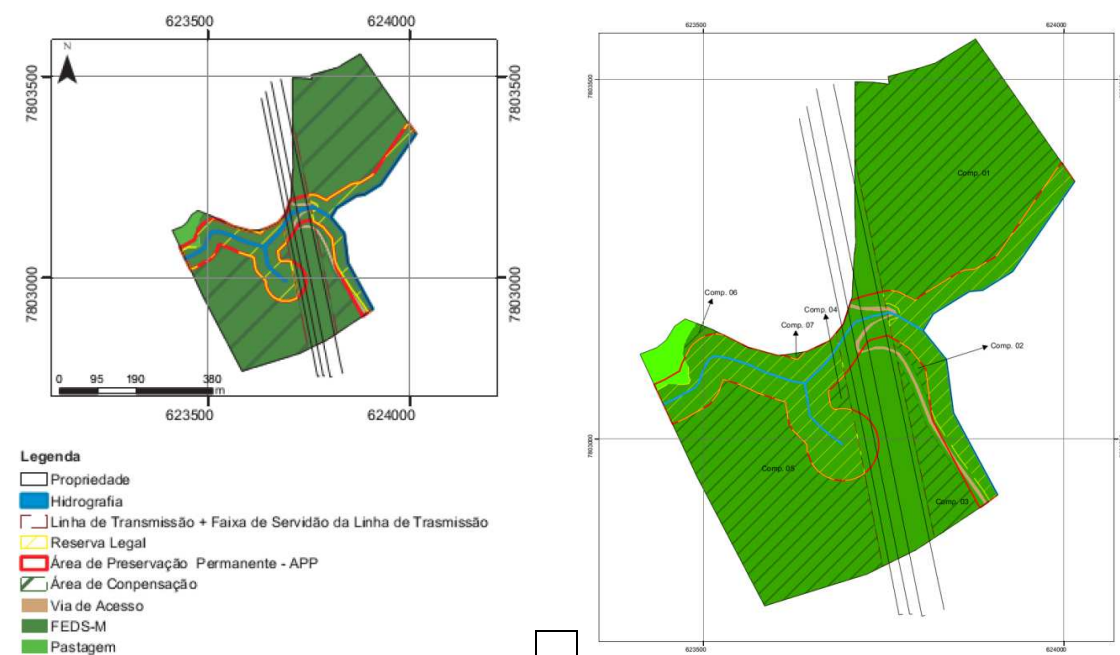 623500 624000
N
7803500 7803500
7803000 7803000
0 95 190 380
m
623500 624000
Legenda
Propriedade
Hidrografia
Linha de Transmissão + Faixa de Servidão da Linha de Trasmissão
Reserva Legal
Área de Preservação Permanente - APP
Área de Conpensação
Via de Acesso
FEDS-M
Pastagem
623500 624000
7803500
7803000
Comp. 01
Comp. 06
Comp. 04
Comp. 07
Comp. 02
Comp. 03
623500 624000